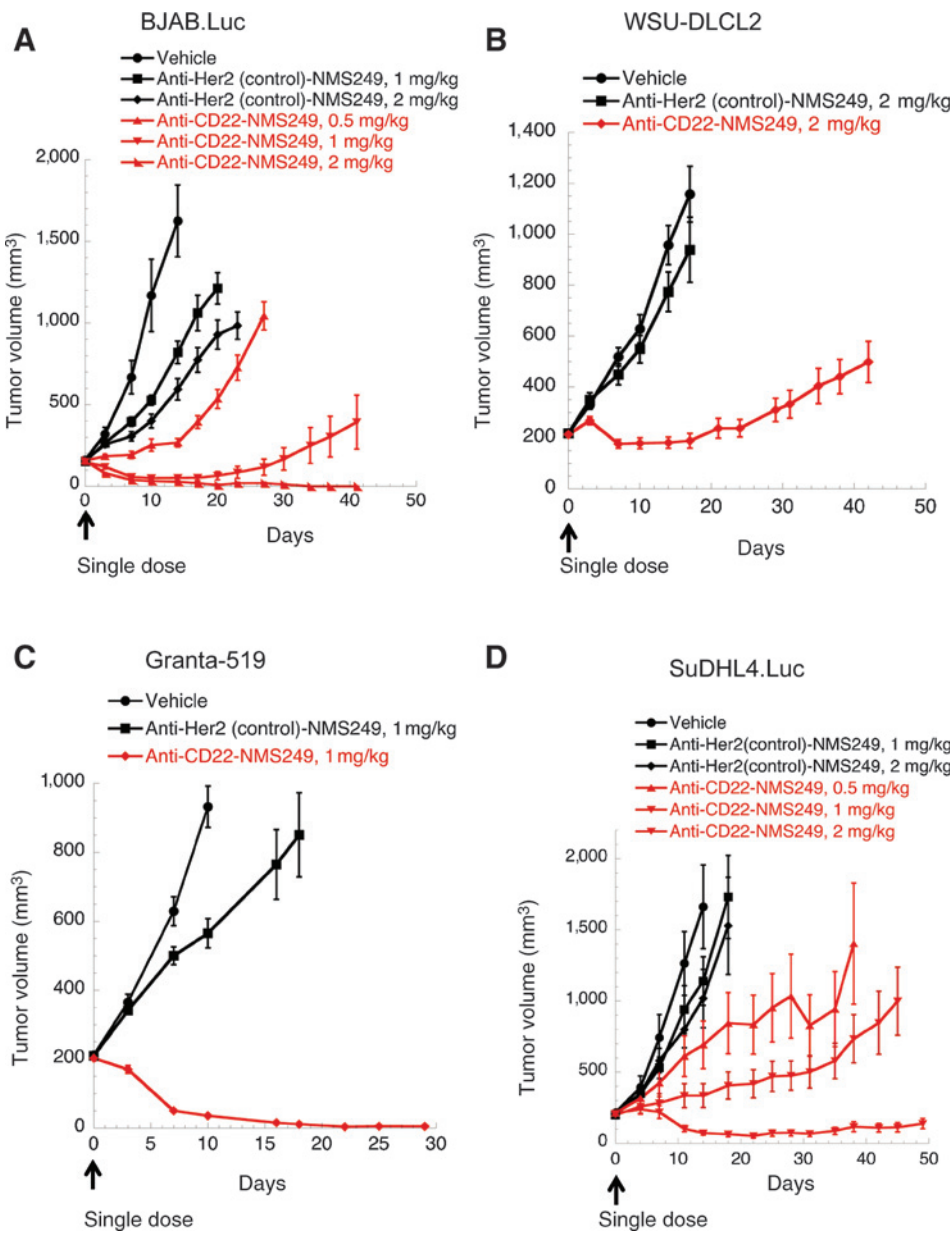 A
BJAB.Luc
Vehicle
Anti-Her2 (control)-NMS249, 1 mg/kg
Anti-Her2 (control)-NMS249, 2 mg/kg
Anti-CD22-NMS249, 0.5 mg/kg
Anti-CD22-NMS249, 1 mg/kg
Anti-CD22-NMS249, 2 mg/kg
2,000
1,500
1,000
500
0
Tumor volume (mm³)
0 10 20 30 40 50
Days
Single dose
B
WSU-DLCL2
Vehicle
Anti-Her2 (control)-NMS249, 2 mg/kg
Anti-CD22-NMS249, 2 mg/kg
1,400
1,200
1,000
800
600
400
200
0
Tumor volume (mm³)
0 10 20 30 40 50
Days
Single dose
C
Granta-519
Vehicle
Anti-Her2 (control)-NMS249, 1 mg/kg
Anti-CD22-NMS249, 1 mg/kg
1,000
800
600
400
200
0
Tumor volume (mm³)
0 5 10 15 20 25 30
Days
Single dose
D
SuDHL4.Luc
Vehicle
Anti-Her2(control)-NMS249, 1 mg/kg
Anti-Her2(control)-NMS249, 2 mg/kg
Anti-CD22-NMS249, 0.5 mg/kg
Anti-CD22-NMS249, 1 mg/kg
Anti-CD22-NMS249, 2 mg/kg
2,000
1,500
1,000
500
0
Tumor volume (mm³)
0 10 20 30 40 50
Days
Single dose